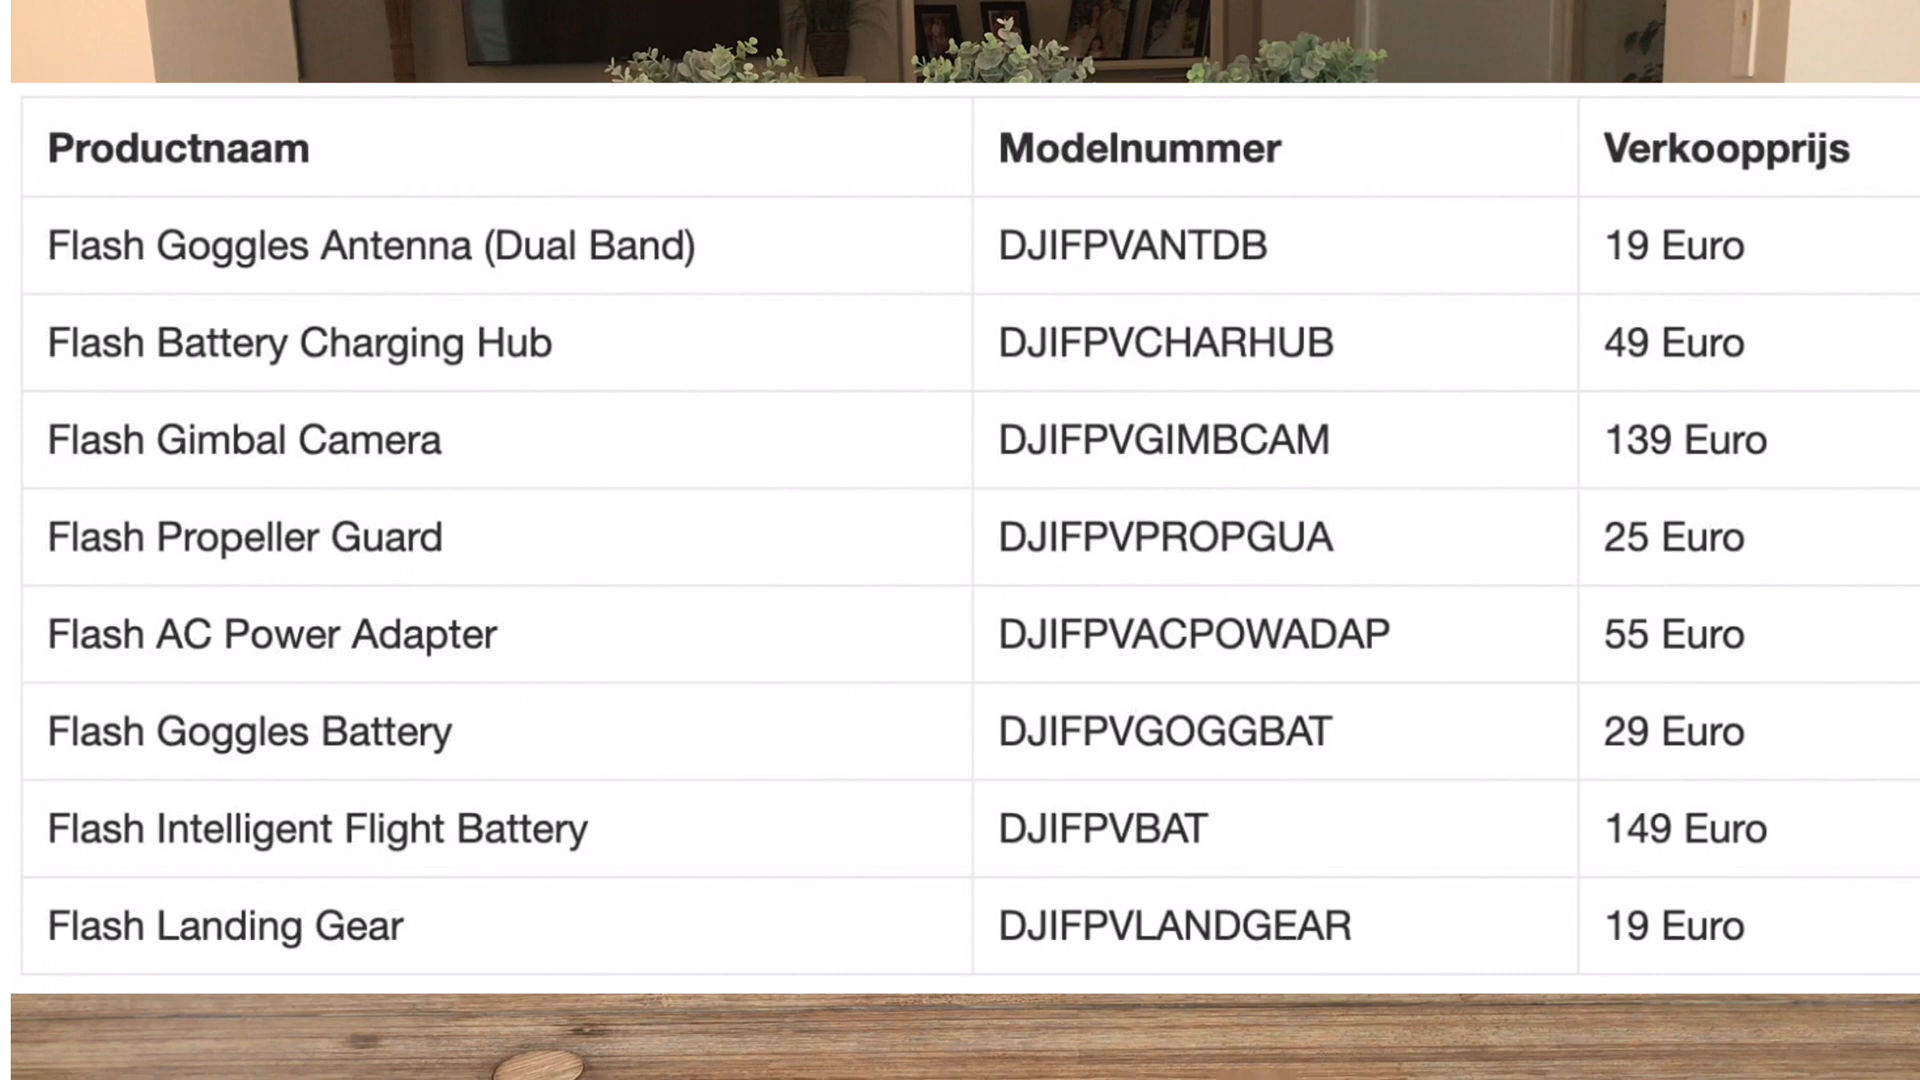 Productnaam Modelnummer Verkoopprijs
Flash Goggles Antenna (Dual Band) DJIFPVANTDB 19 Euro
Flash Battery Charging Hub DJIFPVCHARHUB 49 Euro
Flash Gimbal Camera DJIFPVGIMBCAM 139 Euro
Flash Propeller Guard DJIFPVPROPGUA 25 Euro
Flash AC Power Adapter DJIFPVACPOWADAP 55 Euro
Flash Goggles Battery DJIFPVGOGGBAT 29 Euro
Flash Intelligent Flight Battery DJIFPVBAT 149 Euro
Flash Landing Gear DJIFPVLANDGEAR 19 Euro